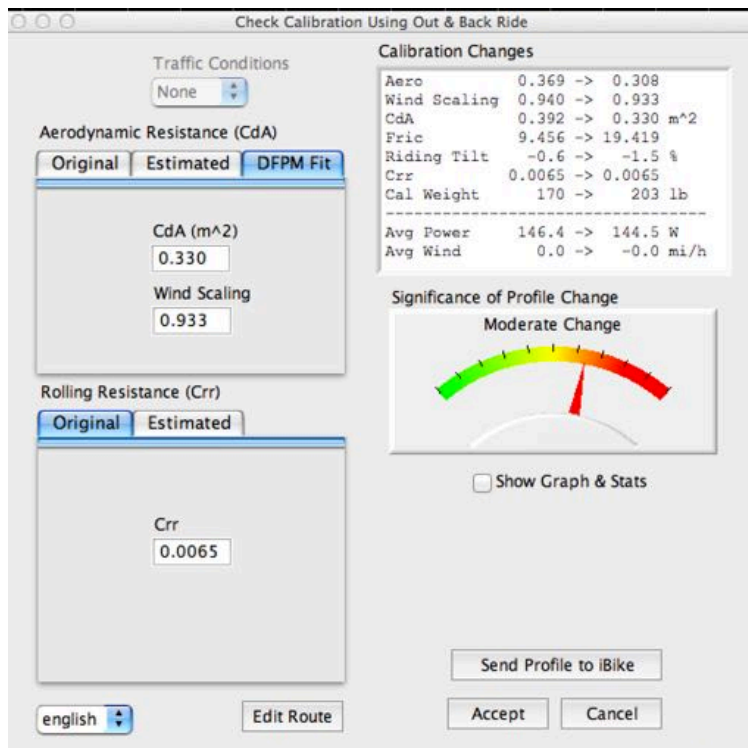 Check Calibration Using Out & Back Ride
Traffic Conditions
None
Aerodynamic Resistance (CdA)
Original Estimated DFPM Fit
CdA (m^2)
0.330
Wind Scaling
0.933
Rolling Resistance (Crr)
Original Estimated
Crr
0.0065
english
Edit Route
Calibration Changes
Aero 0.369 -> 0.308
Wind Scaling 0.940 -> 0.933
CdA 0.392 -> 0.330 m^2
Fric 9.456 -> 19.419
Riding Tilt -0.6 -> -1.5 %
Crr 0.0065 -> 0.0065
Cal Weight 170 -> 203 lb
----------------------------------------
Avg Power 146.4 -> 144.5 W
Avg Wind 0.0 -> -0.0 mi/h
Significance of Profile Change
Moderate Change
Show Graph & Stats
Send Profile to iBike
Accept Cancel